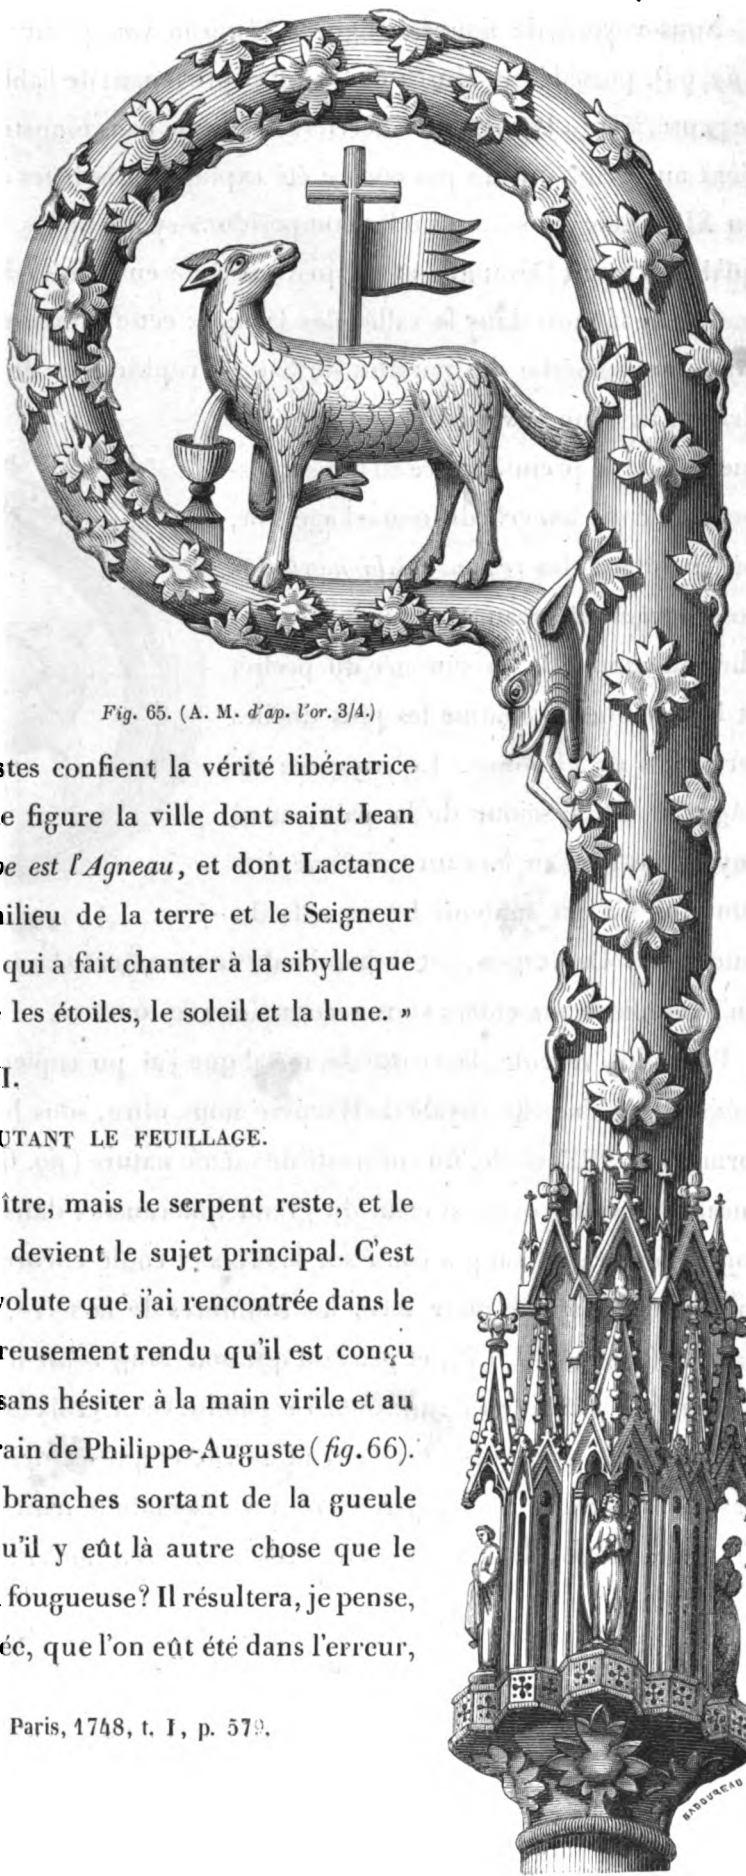 Fig. 65. (A. M. d'ap. l'or. 3/4.)
stes confient la vérité libératrice
e figure la ville dont saint Jean
pe est l'Agneau, et dont Lactance
nilieu de la terre et le Seigneur
qui a fait chanter à la sibylle que
les étoiles, le soleil et la lune. »
I.
UTANT LE FEUILLAGE.
ître, mais le serpent reste, et le
devient le sujet principal. C'est
volute que j'ai rencontrée dans le
reusement rendu qu'il est conçu
sans hésiter à la main virile et au
rain de Philippe-Auguste (fig. 66).
branches sortant de la gueule
u'il y eût là autre chose que le
fougueuse? Il résultera, je pense,
éc, que l'on eût été dans l'erreur,
Paris, 1748, t. I, p. 579.
BADOUREAU